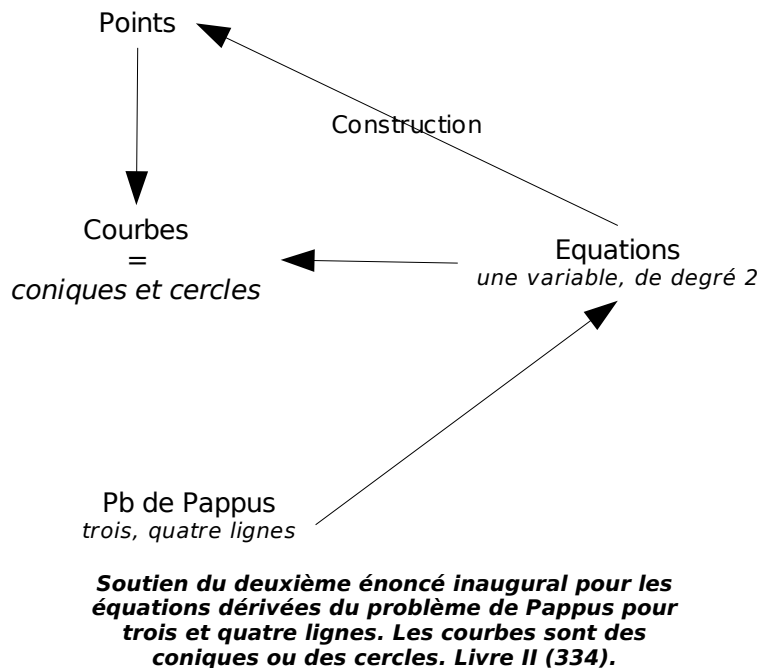 Points
Construction
Courbes
=
coniques et cercles
Equations
une variable, de degré 2
Pb de Pappus
trois, quatre lignes
Soutien du deuxième énoncé inaugural pour les
équations dérivées du problème de Pappus pour
trois et quatre lignes. Les courbes sont des
coniques ou des cercles. Livre II (334).